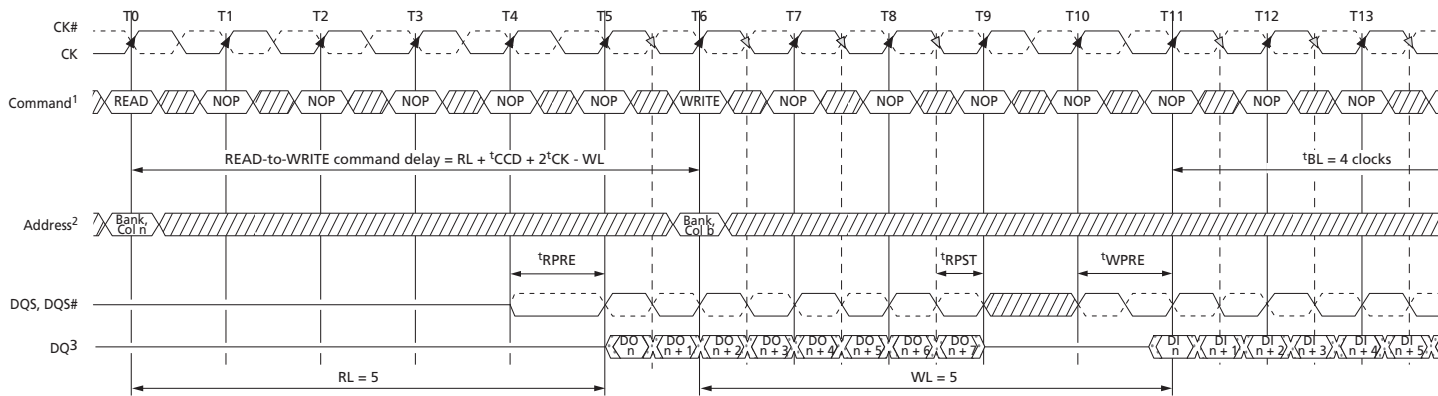 T0 T1 T2 T3 T4 T5 T6 T7 T8 T9 T10 T11 T12 T13
CK#
CK
Command1 READ NOP NOP NOP NOP NOP WRITE NOP NOP NOP NOP NOP NOP NOP
READ-to-WRITE command delay = RL + tCCD + 2tCK - WL tBL = 4 clocks
Address2 Bank, Col n Bank, Col b
tRPRE tRPST tWPRE
DQS, DQS#
DQ3 DO n DO n + 1 DO n + 2 DO n + 3 DO n + 4 DO n + 5 DO n + 6 DO n + 7 DI n DI n + 1 DI n + 2 DI n + 3 DI n + 4 DI n + 5
RL = 5 WL = 5